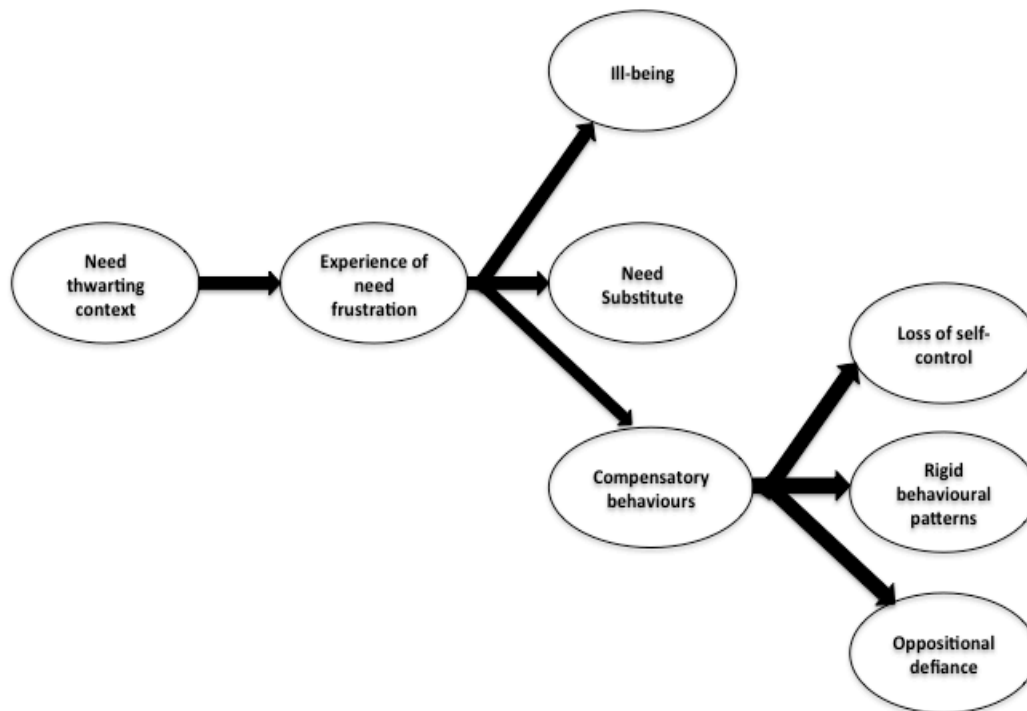 Ill-being
Need
thwarting
context
Experience of
need
frustration
Need
Substitute
Loss of self-
control
Compensatory
behaviours
Rigid
behavioural
patterns
Oppositional
defiance